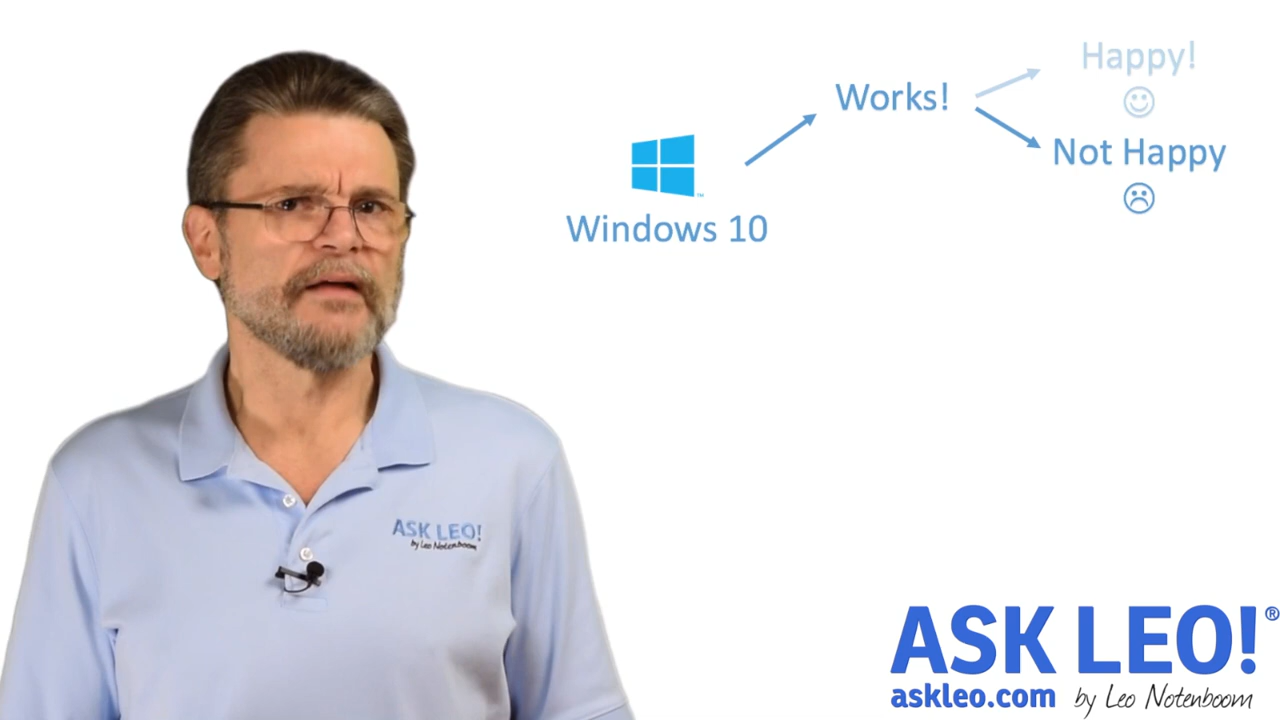 Happy!
Works!
Not Happy
Windows 10
ASK LEO!
by Leo Notenboom
ASK LEO!®
askleo.com by Leo Notenboom